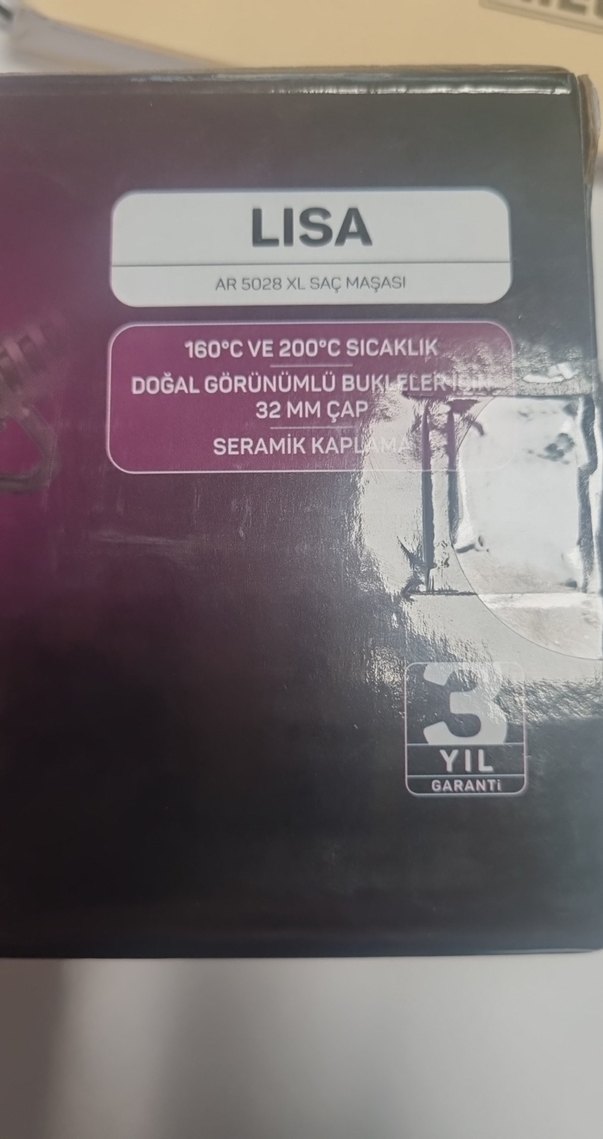 LISA
AR 5028 XL SAÇ MAŞASI
160°C VE 200°C SICAKLIK
DOĞAL GÖRÜNÜMLÜ BUKLELER İÇİN
32 MM ÇAP
SERAMİK KAPLAMA
3
YIL
GARANTİ